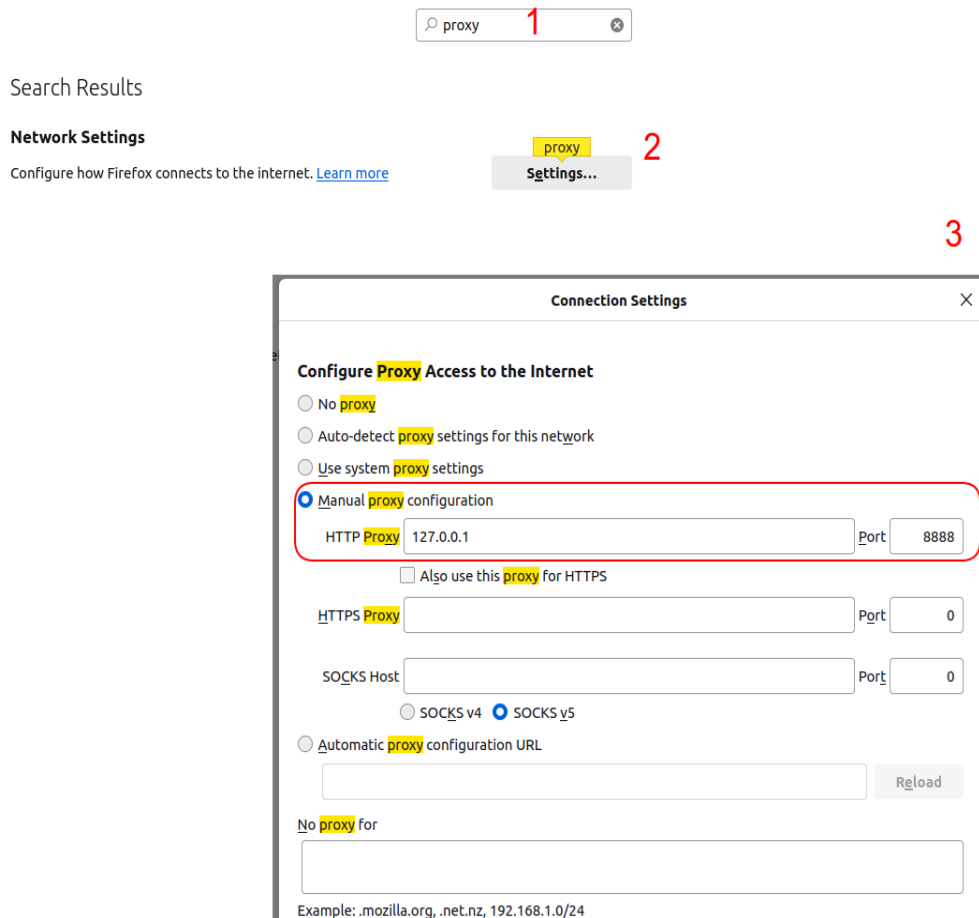 proxy 1
Search Results
Network Settings
proxy 2
Configure how Firefox connects to the internet. Learn more Settings...
3
Connection Settings
Configure Proxy Access to the Internet
No proxy
Auto-detect proxy settings for this network
Use system proxy settings
Manual proxy configuration
HTTP Proxy 127.0.0.1 Port 8888
Also use this proxy for HTTPS
HTTPS Proxy Port 0
SOCKS Host Port 0
SOCKS v4 SOCKS v5
Automatic proxy configuration URL
Reload
No proxy for
Example: .mozilla.org, .net.nz, 192.168.1.0/24